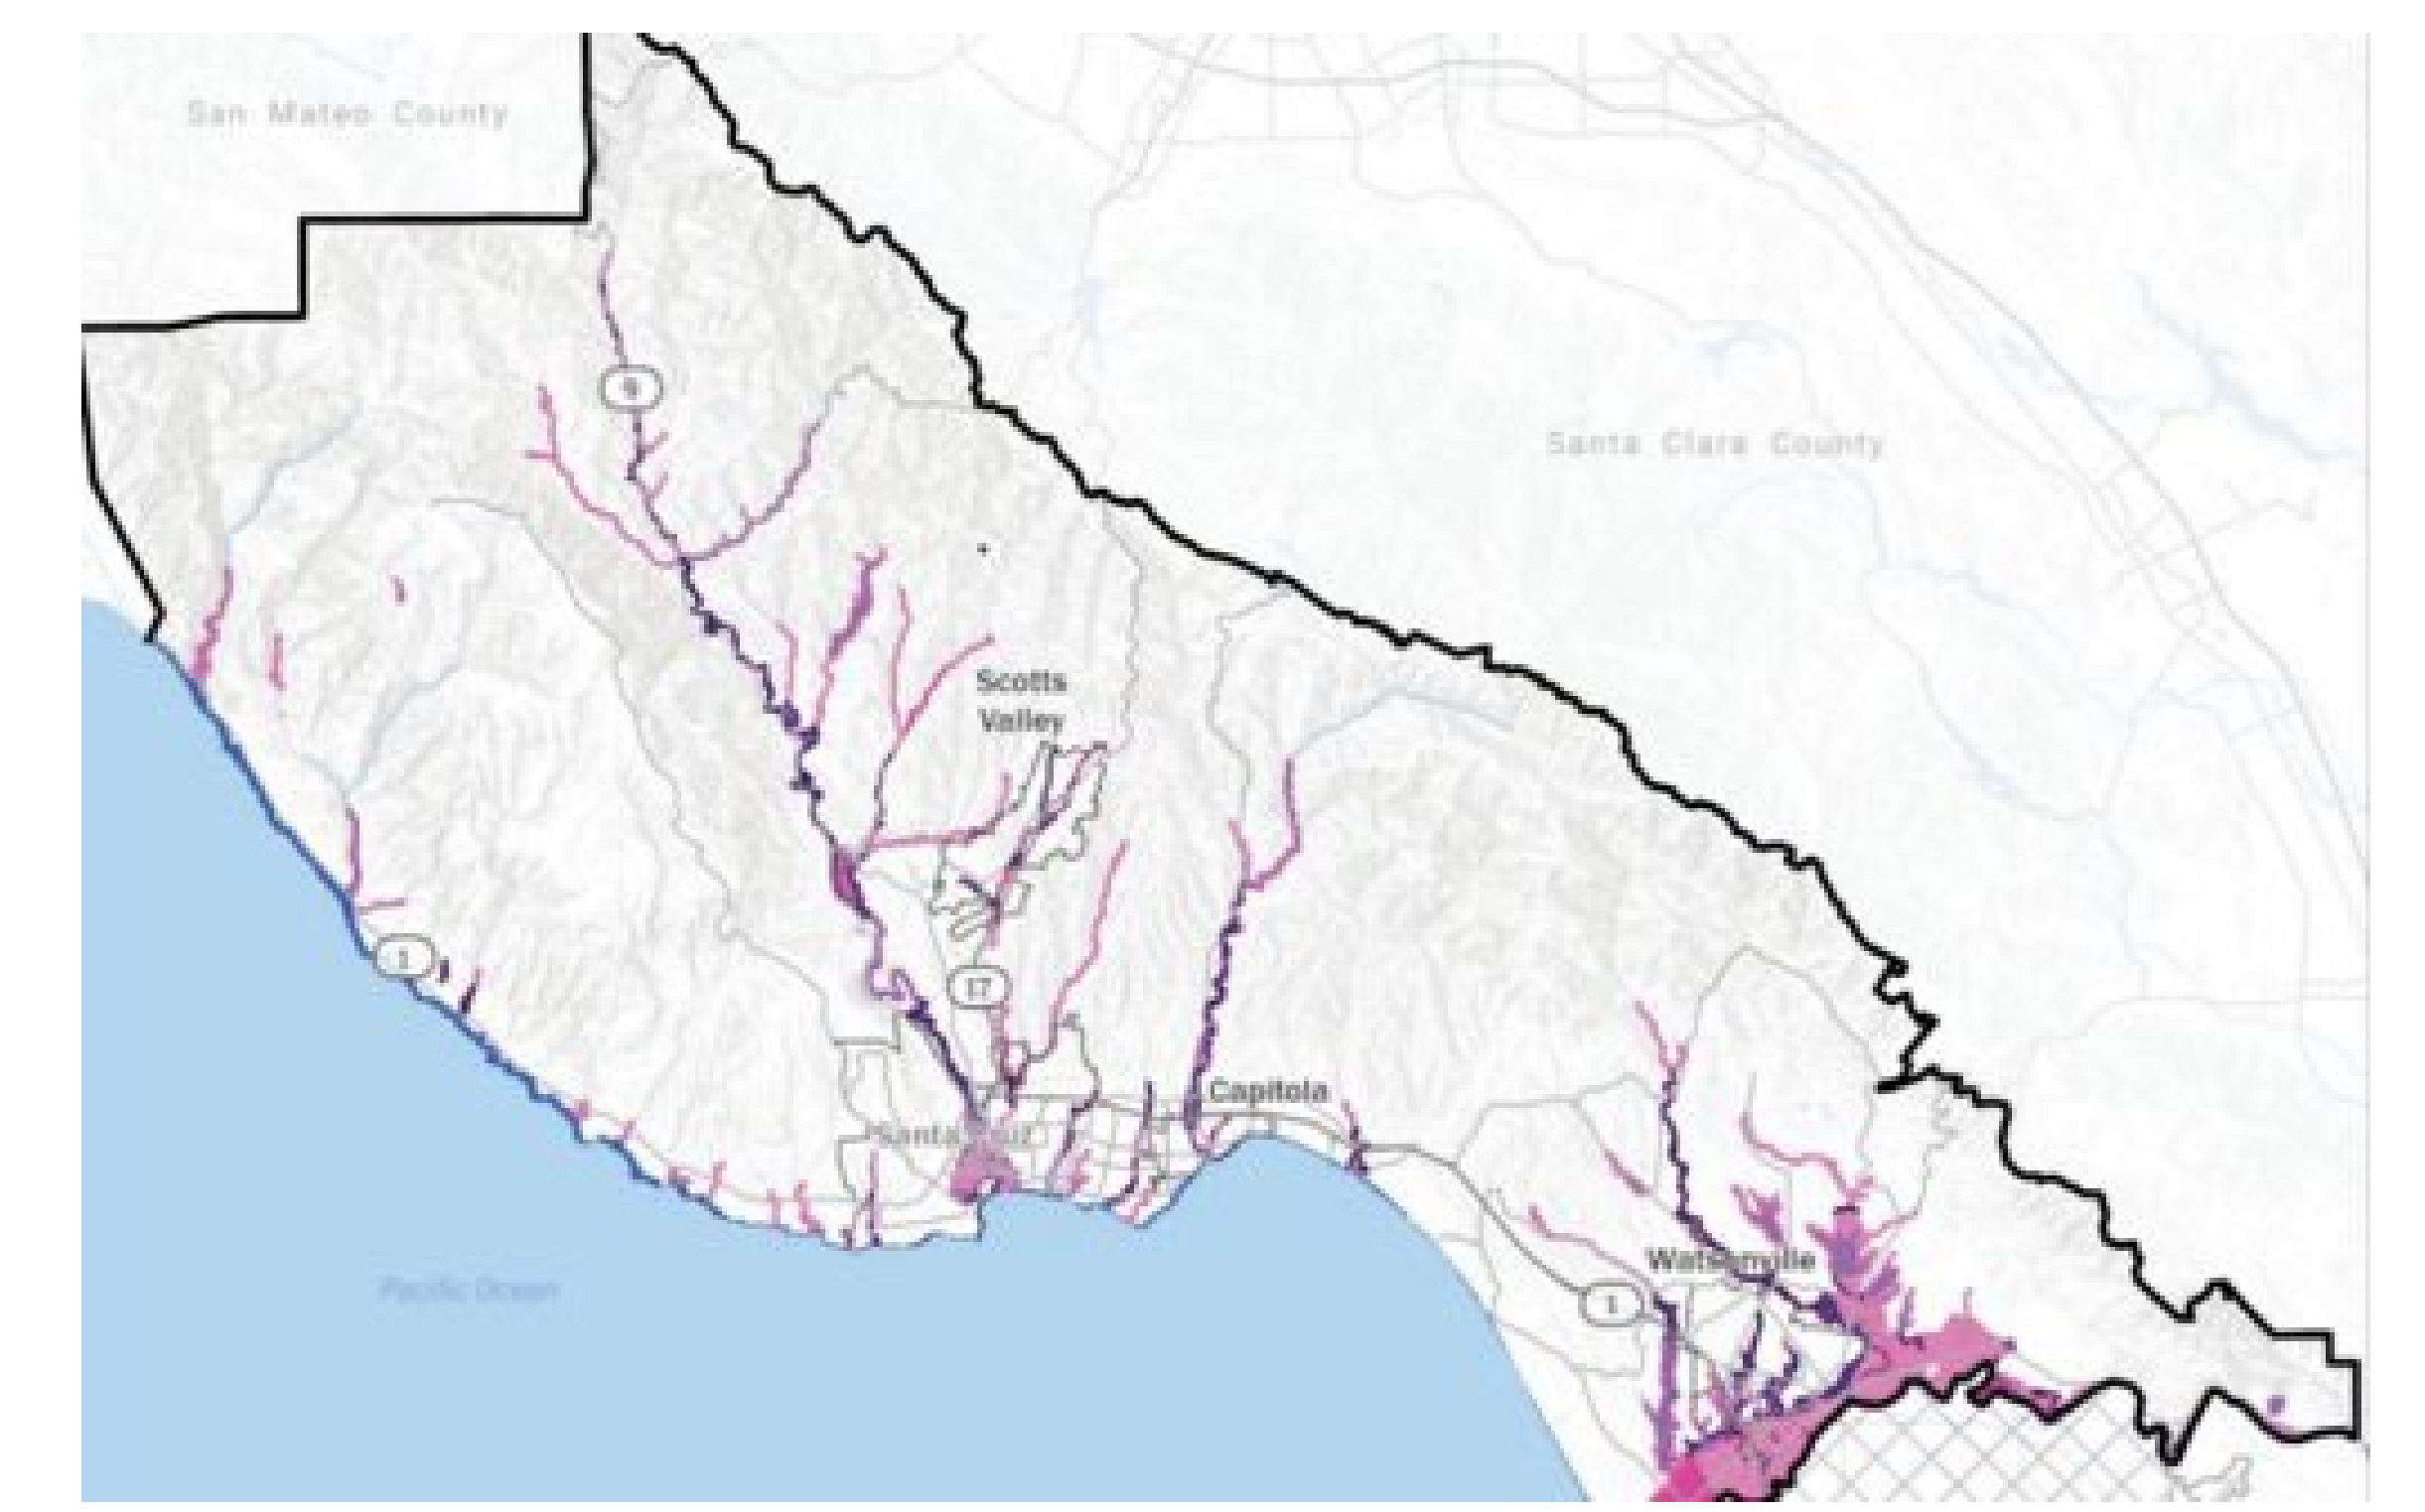 San Mateo County
9
Santa Clara County
Scotts
Valley
1
17
Capitola
Santa Cruz
Watsonville
Pacific Ocean
1